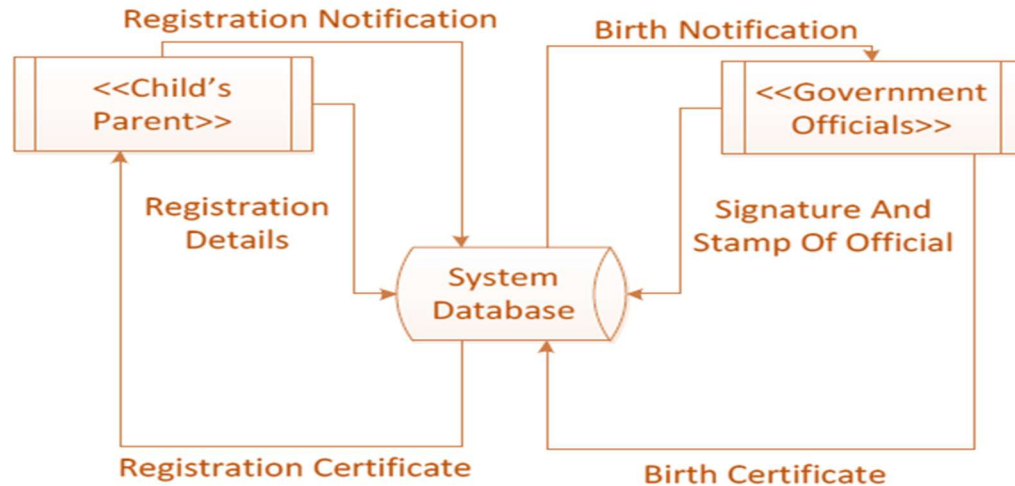 Registration Notification
Birth Notification
<<Child's
Parent>>
<<Government
Officials>>
Registration
Details
Signature And
Stamp Of Official
System
Database
Registration Certificate
Birth Certificate